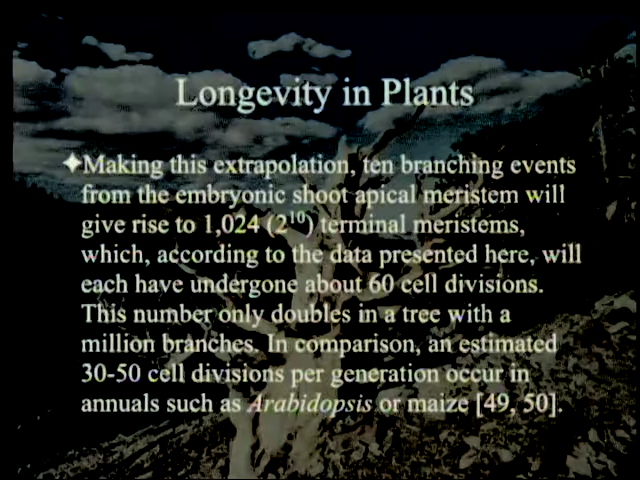 Longevity in Plants
✦Making this extrapolation, ten branching events
from the embryonic shoot apical meristem will
give rise to 1,024 (2¹⁰) terminal meristems,
which, according to the data presented here, will
each have undergone about 60 cell divisions.
This number only doubles in a tree with a
million branches. In comparison, an estimated
30-50 cell divisions per generation occur in
annuals such as Arabidopsis or maize [49, 50].